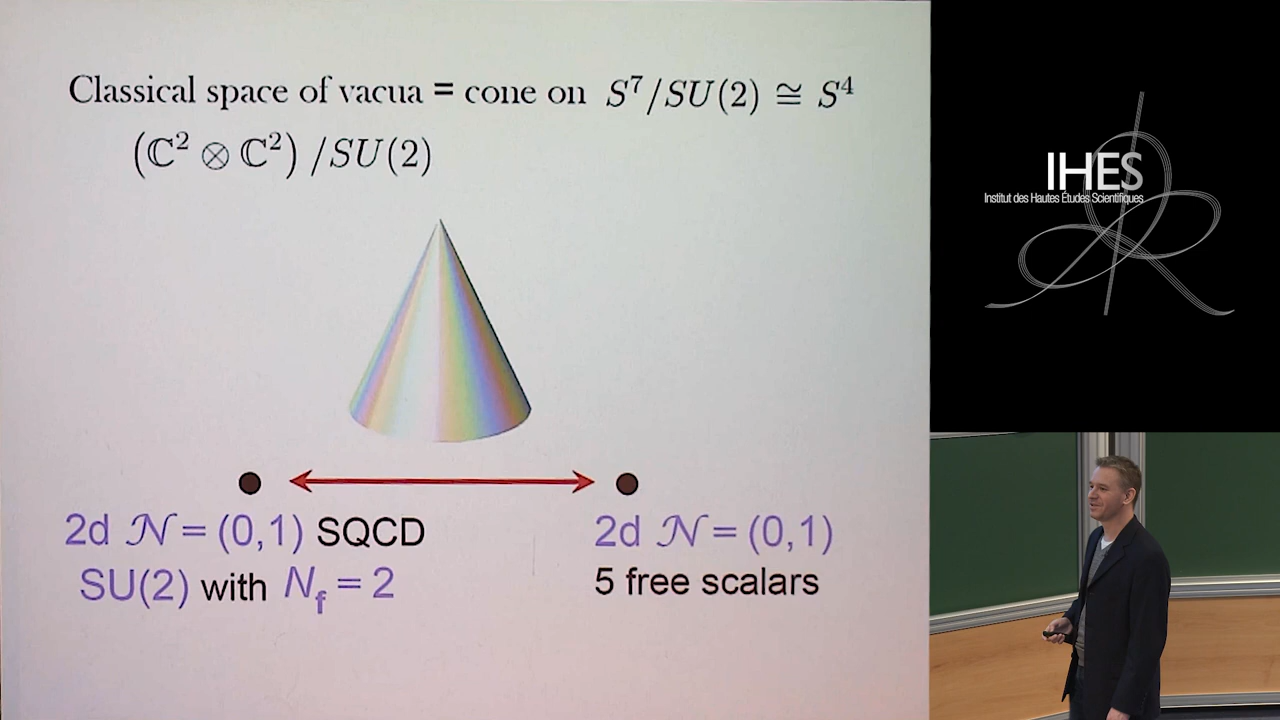 Classical space of vacua = cone on S⁷/SU(2) ≅ S⁴
(ℂ² ⊗ ℂ²) /SU(2)
2d 𝒩 = (0,1) SQCD
SU(2) with N_f = 2
2d 𝒩 = (0,1)
5 free scalars
IHES
Institut des Hautes Études Scientifiques